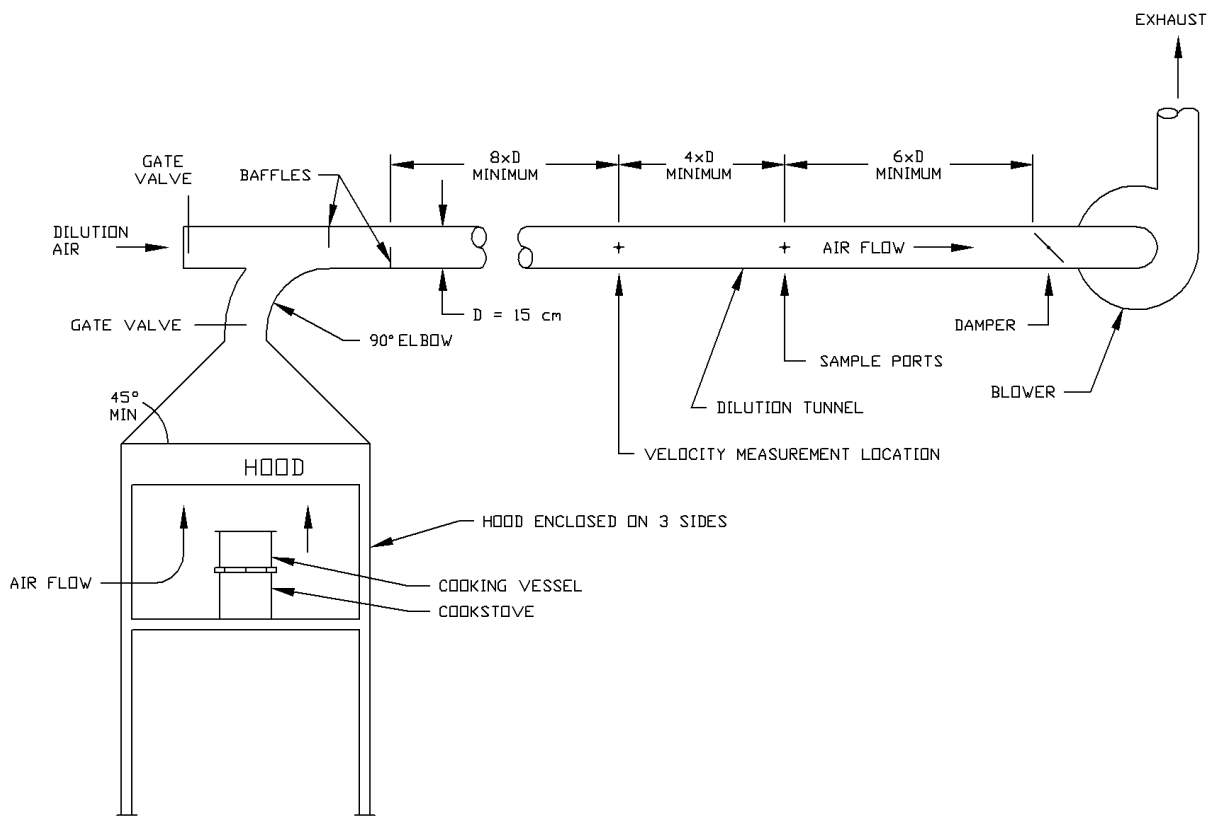 EXHAUST
8xD
MINIMUM
4xD
MINIMUM
6xD
MINIMUM
GATE
VALVE
BAFFLES
DILUTION
AIR
AIR FLOW
GATE VALVE
90° ELBOW
D = 15 cm
DAMPER
SAMPLE PORTS
BLOWER
45°
MIN
DILUTION TUNNEL
VELOCITY MEASUREMENT LOCATION
HOOD
HOOD ENCLOSED ON 3 SIDES
AIR FLOW
COOKING VESSEL
COOKSTOVE